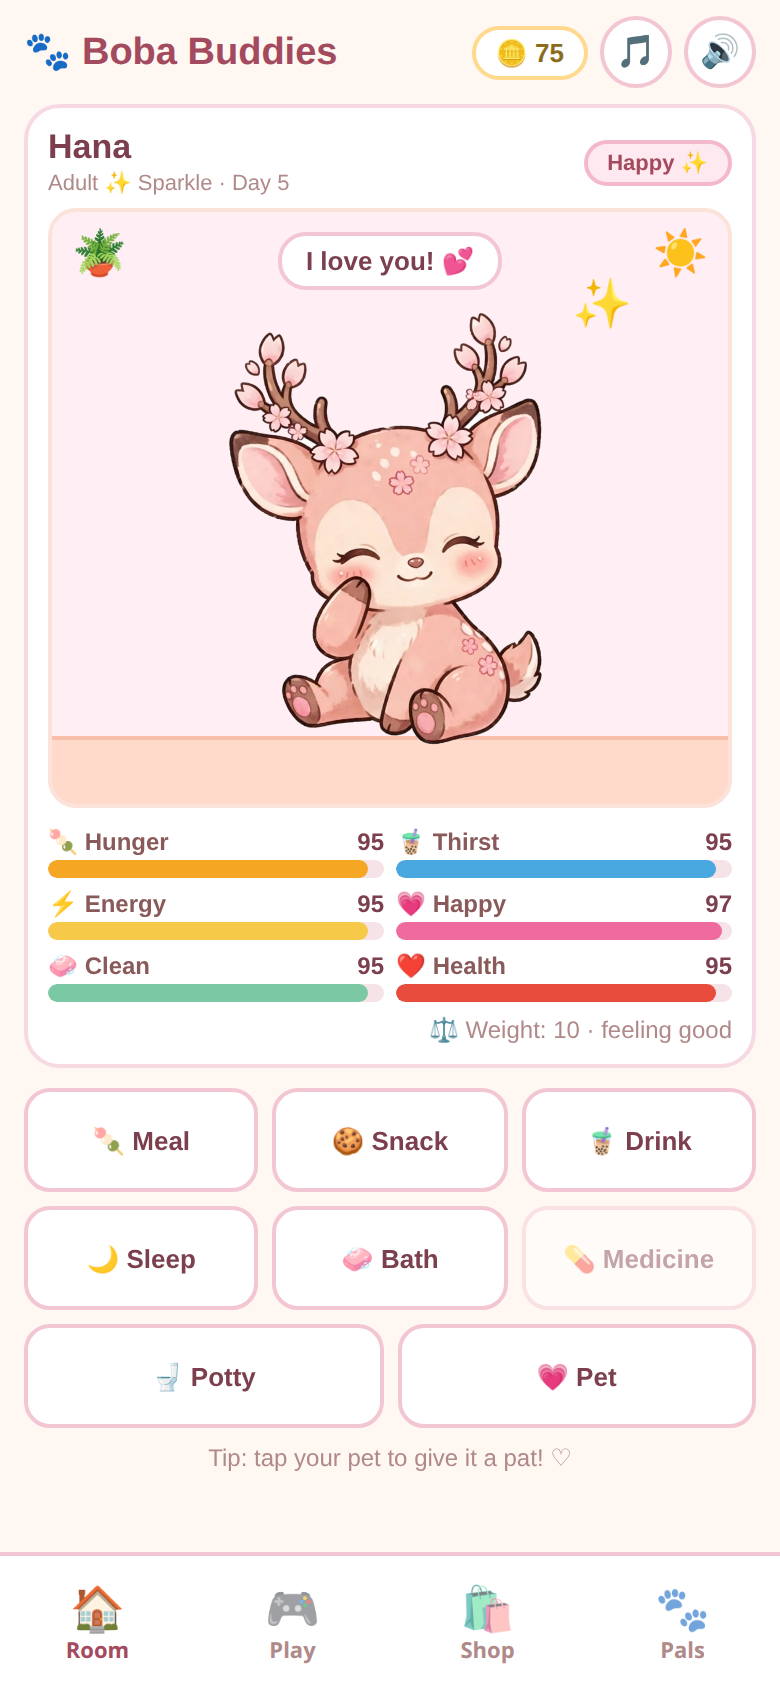 Boba Buddies
75
Hana
Adult ✨ Sparkle · Day 5
Happy ✨
I love you! 💕
Hunger 95
Thirst 95
Energy 95
Happy 97
Clean 95
Health 95
Weight: 10 · feeling good
Meal
Snack
Drink
Sleep
Bath
Medicine
Potty
Pet
Tip: tap your pet to give it a pat! ♡
Room
Play
Shop
Pals